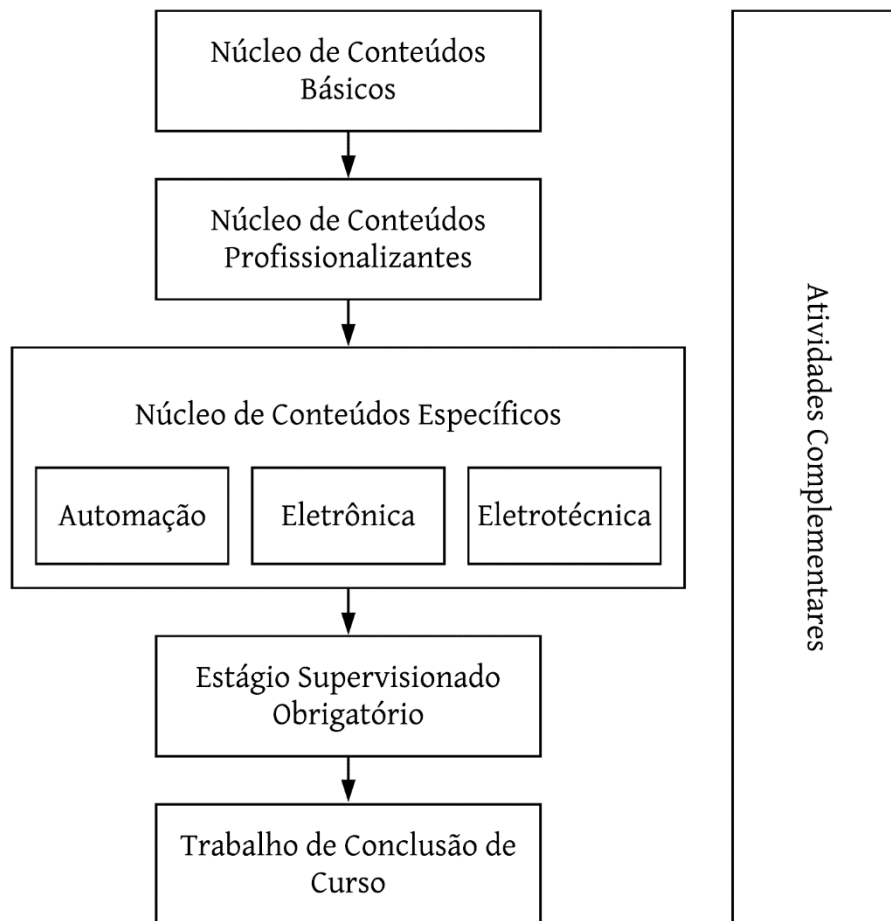 Núcleo de Conteúdos
Básicos
Núcleo de Conteúdos
Profissionalizantes
Núcleo de Conteúdos Específicos
Automação
Eletrônica
Eletrotécnica
Estágio Supervisionado
Obrigatório
Trabalho de Conclusão de
Curso
Atividades Complementares